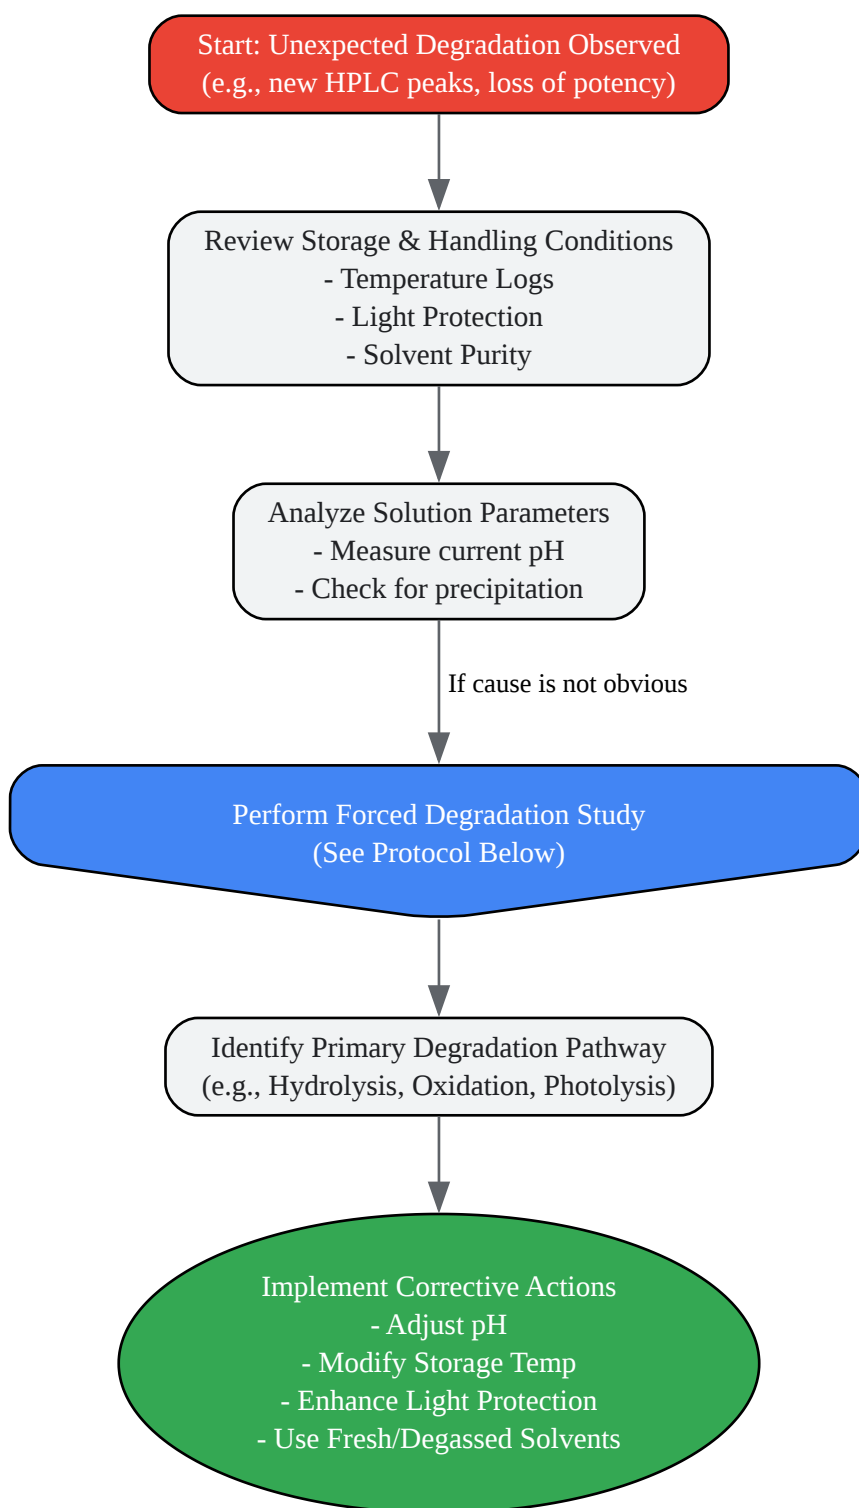 Start: Unexpected Degradation Observed
(e.g., new HPLC peaks, loss of potency)
Review Storage & Handling Conditions
- Temperature Logs
- Light Protection
- Solvent Purity
Analyze Solution Parameters
- Measure current pH
- Check for precipitation
If cause is not obvious
Perform Forced Degradation Study
(See Protocol Below)
Identify Primary Degradation Pathway
(e.g., Hydrolysis, Oxidation, Photolysis)
Implement Corrective Actions
- Adjust pH
- Modify Storage Temp
- Enhance Light Protection
- Use Fresh/Degassed Solvents